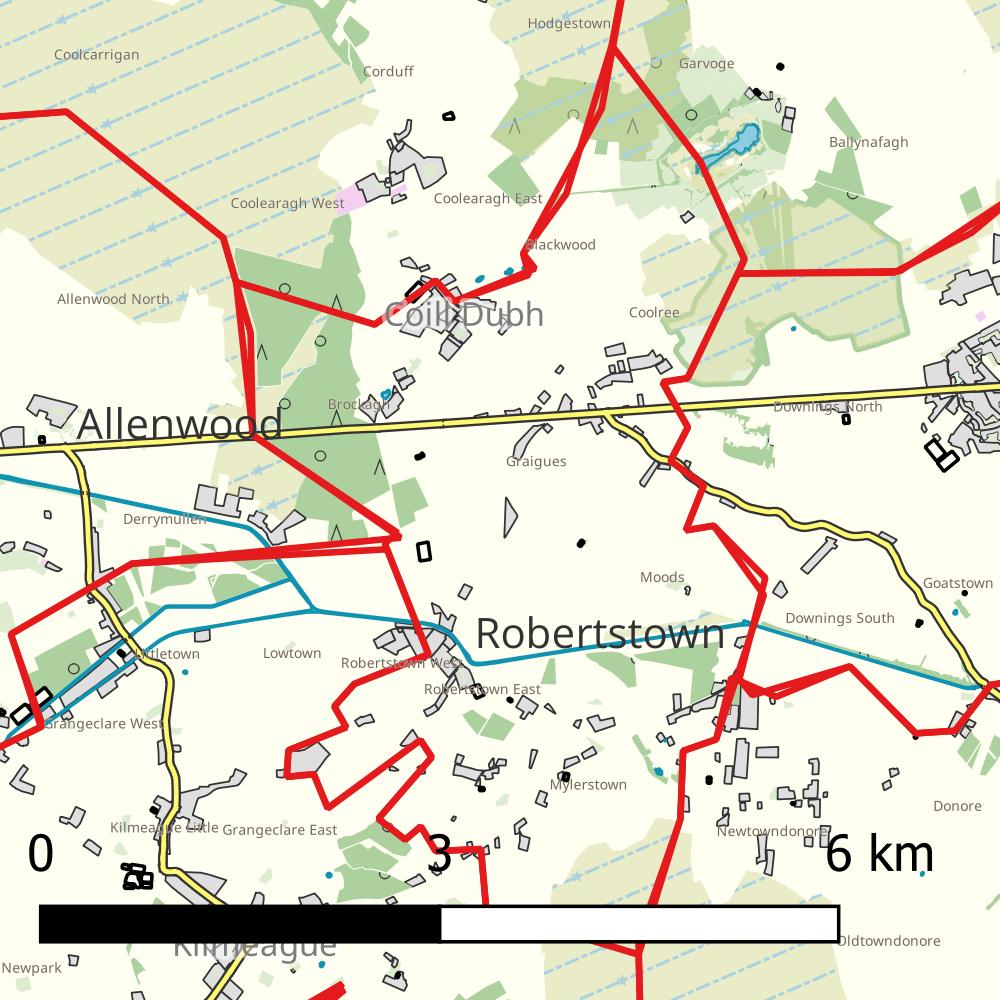 Hodgestown
Coolcarrigan
Garvoge
Corduff
Ballynafagh
Coolearagh West
Coolearagh East
Blackwood
Allenwood North
Coill Dubh
Coolree
Brockagh
Downings North
Allenwood
Graigues
Derrymullen
Moods
Goatstown
Downings South
Robertstown
Littletown
Lowtown
Robertstown West
Robertstown East
Grangeclare West
Mylerstown
Donore
Kilmeague Little
Grangeclare East
Newtowndonore
0
3
6 km
Kilmeague
Oldtowndonore
Newpark